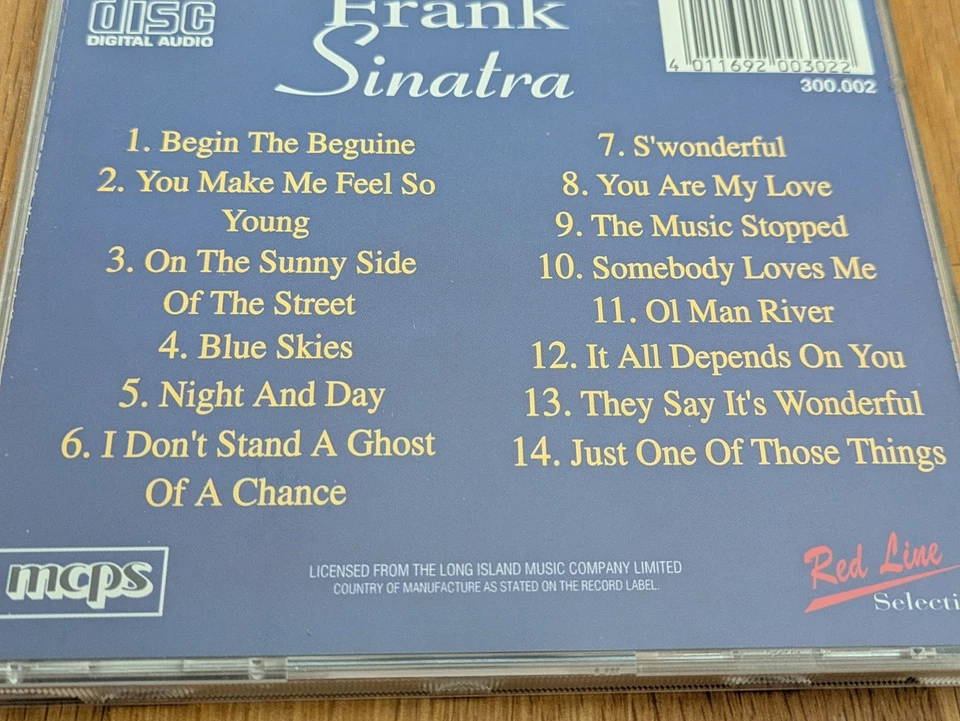 disc
DIGITAL AUDIO
Frank
Sinatra
4 011692 003022
300.002
1. Begin The Beguine
2. You Make Me Feel So
Young
3. On The Sunny Side
Of The Street
4. Blue Skies
5. Night And Day
6. I Don't Stand A Ghost
Of A Chance
7. S'wonderful
8. You Are My Love
9. The Music Stopped
10. Somebody Loves Me
11. Ol Man River
12. It All Depends On You
13. They Say It's Wonderful
14. Just One Of Those Things
mcps
LICENSED FROM THE LONG ISLAND MUSIC COMPANY LIMITED
COUNTRY OF MANUFACTURE AS STATED ON THE RECORD LABEL.
Red Line
Selecti